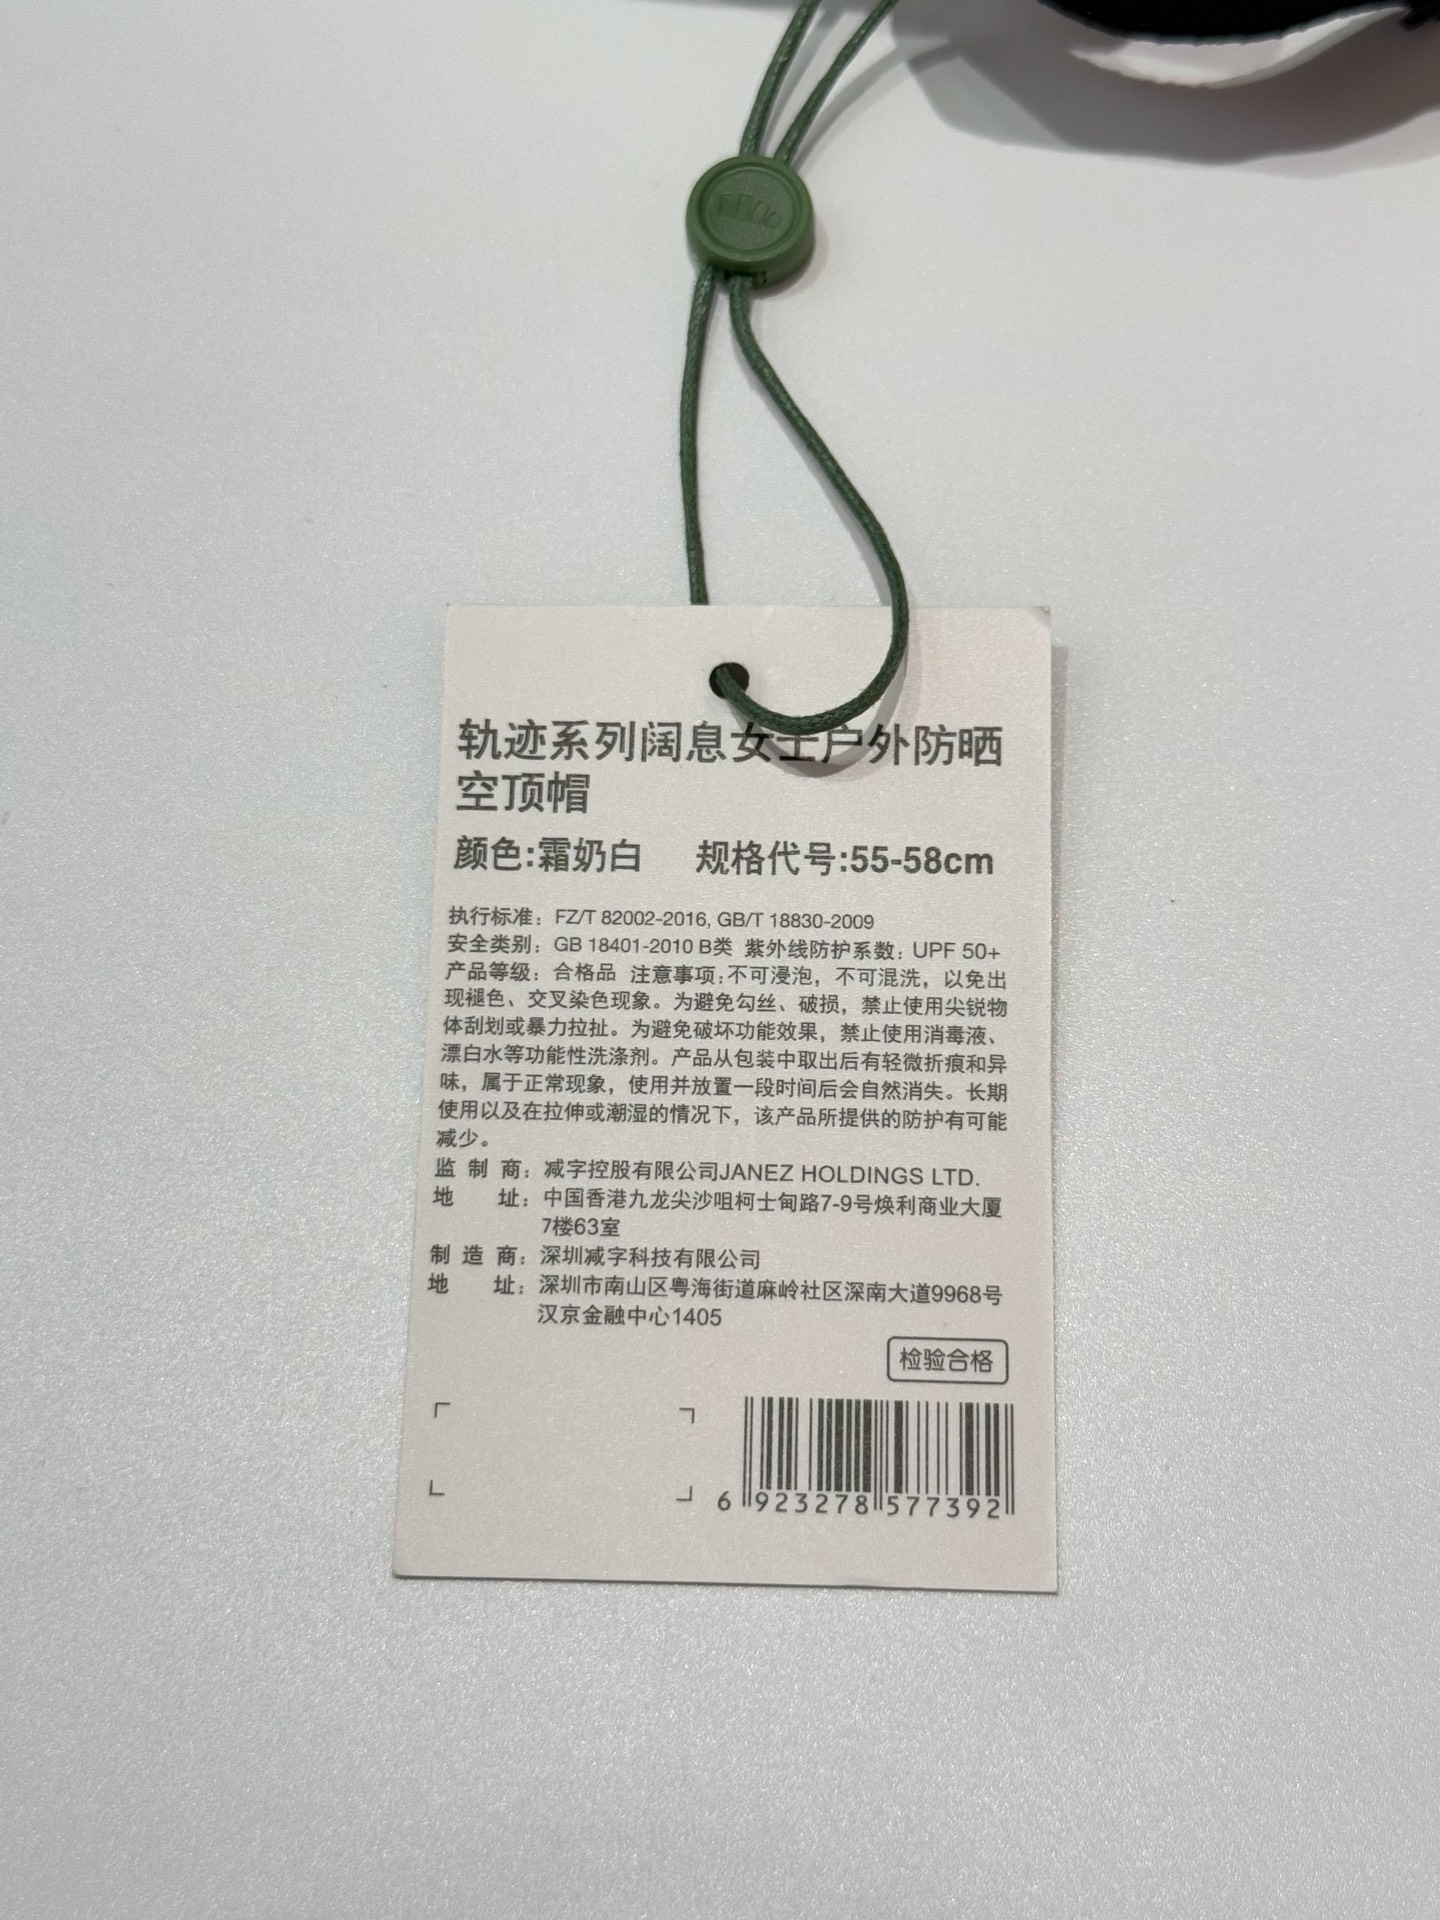 轨迹系列阔息女士户外防晒
空顶帽
颜色:霜奶白 规格代号:55-58cm
执行标准：FZ/T 82002-2016, GB/T 18830-2009
安全类别：GB 18401-2010 B类 紫外线防护系数：UPF 50+
产品等级：合格品 注意事项:不可浸泡，不可混洗，以免出
现褪色、交叉染色现象。为避免勾丝、破损，禁止使用尖锐物
体刮划或暴力拉扯。为避免破坏功能效果，禁止使用消毒液、
漂白水等功能性洗涤剂。产品从包装中取出后有轻微折痕和异
味，属于正常现象，使用并放置一段时间后会自然消失。长期
使用以及在拉伸或潮湿的情况下，该产品所提供的防护有可能
减少。
监制商：减字控股有限公司JANEZ HOLDINGS LTD.
地址：中国香港九龙尖沙咀柯士甸路7-9号焕利商业大厦
7楼63室
制造商：深圳减字科技有限公司
地址：深圳市南山区粤海街道麻岭社区深南大道9968号
汉京金融中心1405
检验合格
6 923278 577392